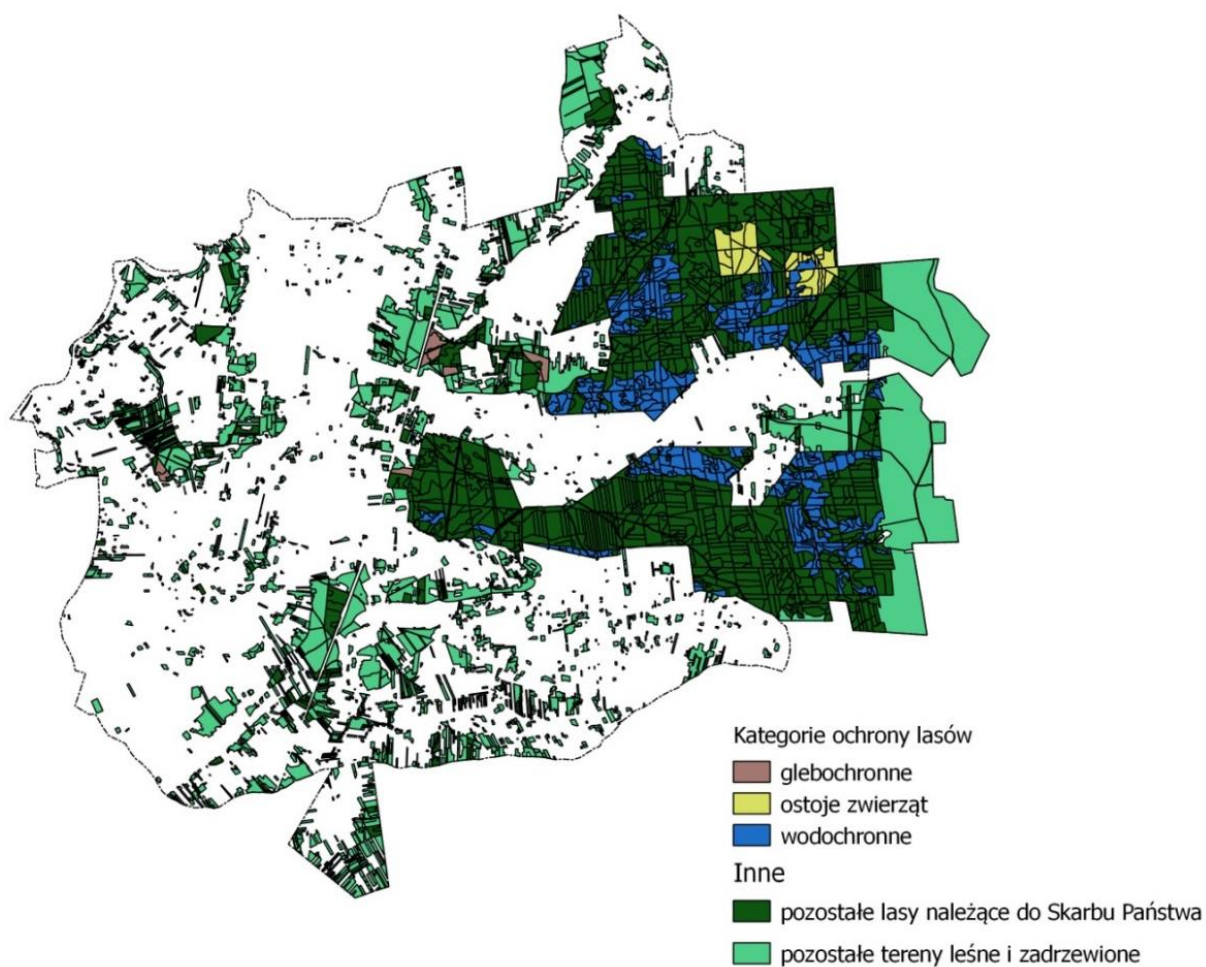 Kategorie ochrony lasów
glebochronne
ostoje zwierząt
wodochronne
Inne
pozostałe lasy należące do Skarbu Państwa
pozostałe tereny leśne i zadrzewione